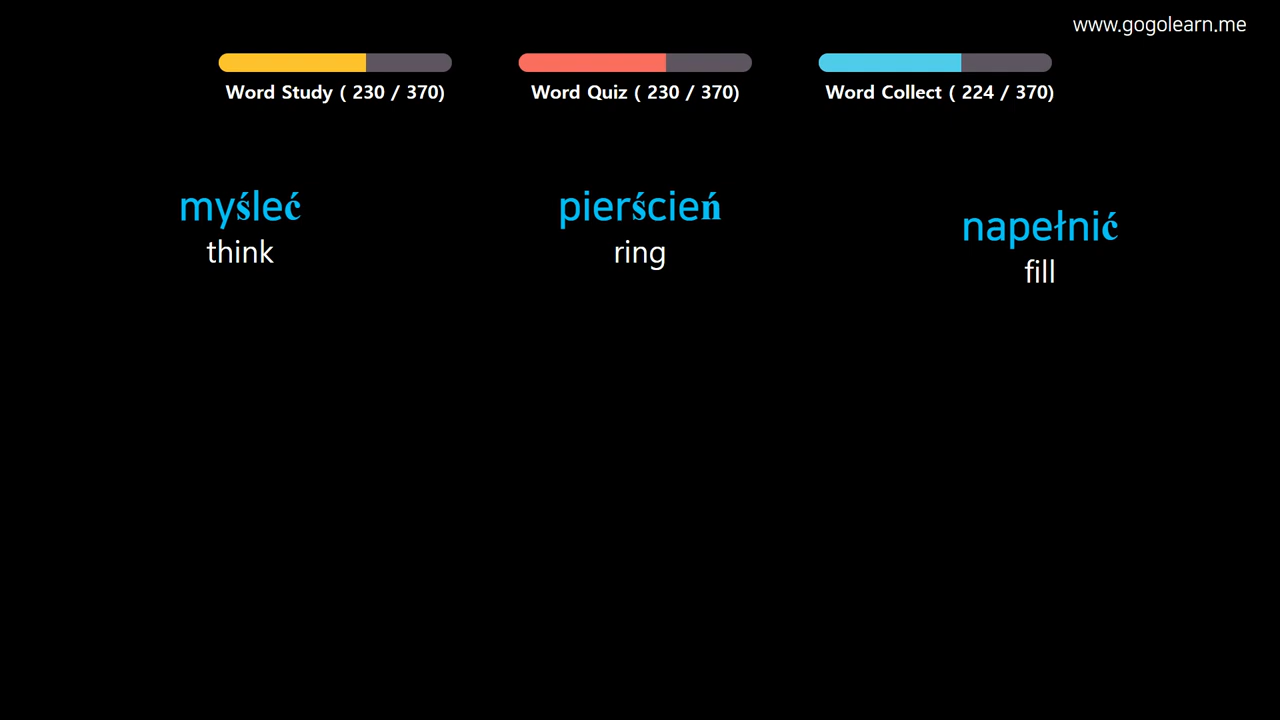 www.gogolearn.me
Word Study ( 230 / 370)
Word Quiz ( 230 / 370)
Word Collect ( 224 / 370)
myśleć
think
pierścień
ring
napełnić
fill